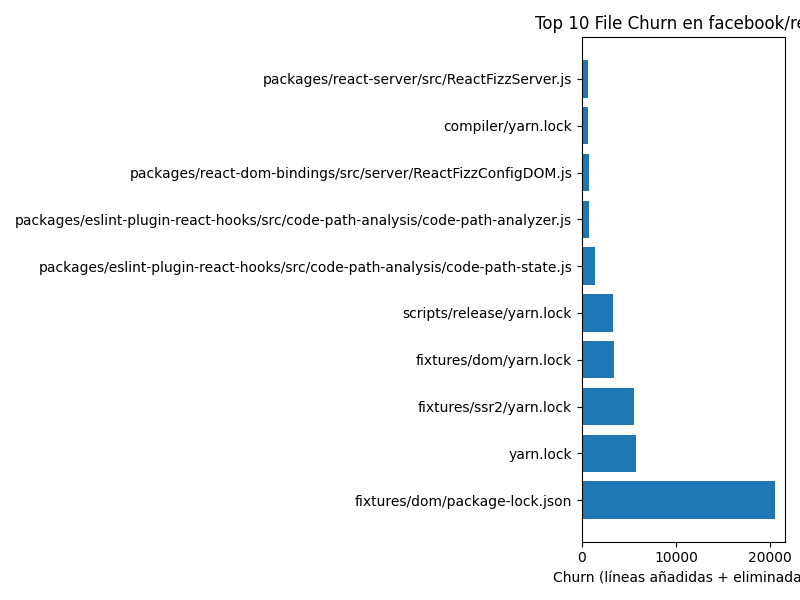 Top 10 File Churn en facebook/re
packages/react-server/src/ReactFizzServer.js
compiler/yarn.lock
packages/react-dom-bindings/src/server/ReactFizzConfigDOM.js
packages/eslint-plugin-react-hooks/src/code-path-analysis/code-path-analyzer.js
packages/eslint-plugin-react-hooks/src/code-path-analysis/code-path-state.js
scripts/release/yarn.lock
fixtures/dom/yarn.lock
fixtures/ssr2/yarn.lock
yarn.lock
fixtures/dom/package-lock.json
0 10000 20000
Churn (líneas añadidas + eliminada